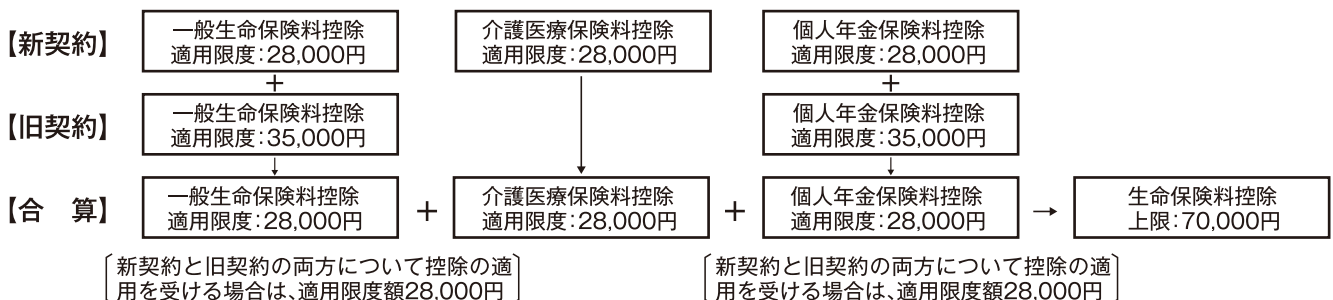 【新契約】
一般生命保険料控除
適用限度：28,000円
介護医療保険料控除
適用限度：28,000円
個人年金保険料控除
適用限度：28,000円
＋
＋
【旧契約】
一般生命保険料控除
適用限度：35,000円
個人年金保険料控除
適用限度：35,000円
【合　算】
一般生命保険料控除
適用限度：28,000円
＋
介護医療保険料控除
適用限度：28,000円
＋
個人年金保険料控除
適用限度：28,000円
→
生命保険料控除
上限：70,000円
新契約と旧契約の両方について控除の適
用を受ける場合は、適用限度額28,000円
新契約と旧契約の両方について控除の適
用を受ける場合は、適用限度額28,000円